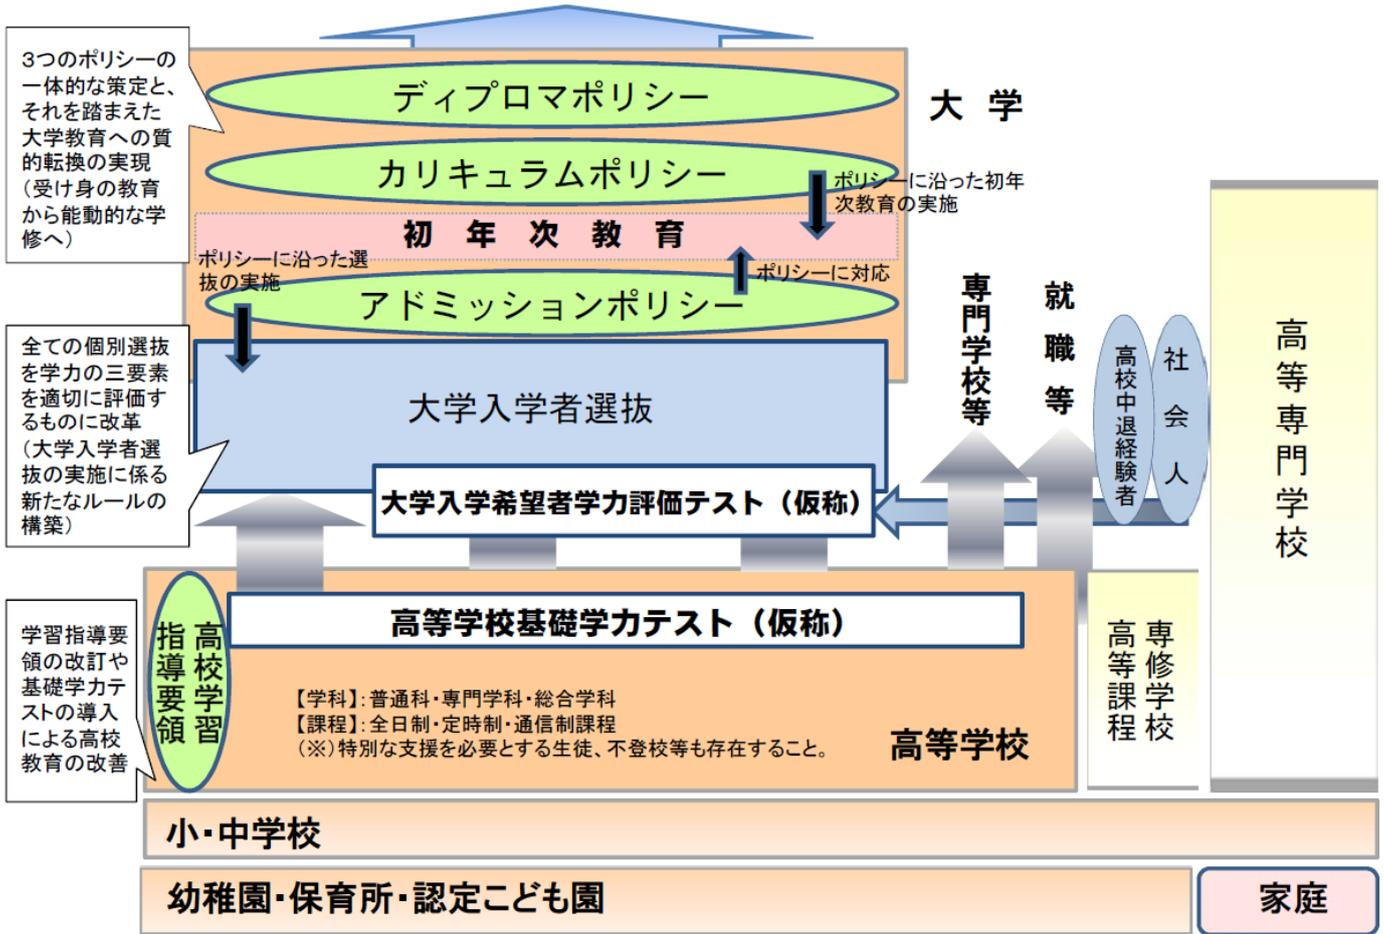 3つのポリシーの
一体的な策定と、
それを踏まえた
大学教育への質
的転換の実現
(受け身の教育
から能動的な学
修へ)
ディプロマポリシー
大 学
カリキュラムポリシー
ポリシーに沿った初年
次教育の実施
初 年 次 教 育
ポリシーに沿った選
抜の実施
ポリシーに対応
アドミッションポリシー
全ての個別選抜
を学力の三要素
を適切に評価す
るものに改革
(大学入学者選
抜の実施に係る
新たなルールの
構築)
大学入学者選抜
大学入学希望者学力評価テスト(仮称)
専門学校等
就職等
高校中退経験者
社会人
高等専門学校
学習指導要
領の改訂や
基礎学力テ
ストの導入
による高校
教育の改善
高校学習
指導要領
高等学校基礎学力テスト(仮称)
【学科】:普通科・専門学科・総合学科
【課程】:全日制・定時制・通信制課程
(※)特別な支援を必要とする生徒、不登校等も存在すること。
高等学校
専修学校
高等課程
小・中学校
幼稚園・保育所・認定こども園
家庭